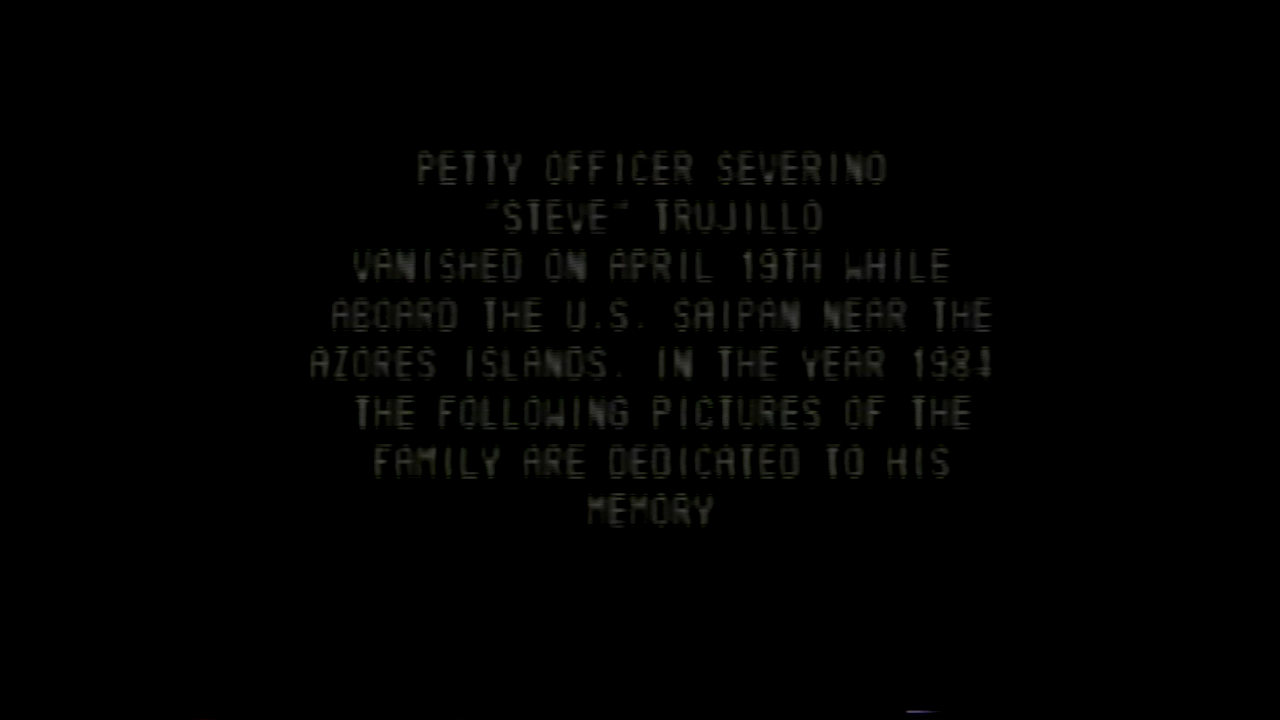 PETTY OFFICER SEVERINO
"STEVE" TRUJILLO
VANISHED ON APRIL 19TH WHILE
ABOARD THE U.S. SAIPAN NEAR THE
AZORES ISLANDS. IN THE YEAR 1984
THE FOLLOWING PICTURES OF THE
FAMILY ARE DEDICATED TO HIS
MEMORY